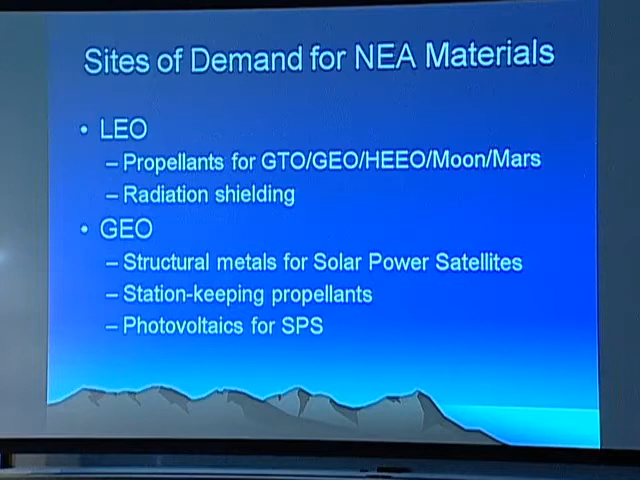 Sites of Demand for NEA Materials
• LEO
– Propellants for GTO/GEO/HEEO/Moon/Mars
– Radiation shielding
• GEO
– Structural metals for Solar Power Satellites
– Station-keeping propellants
– Photovoltaics for SPS